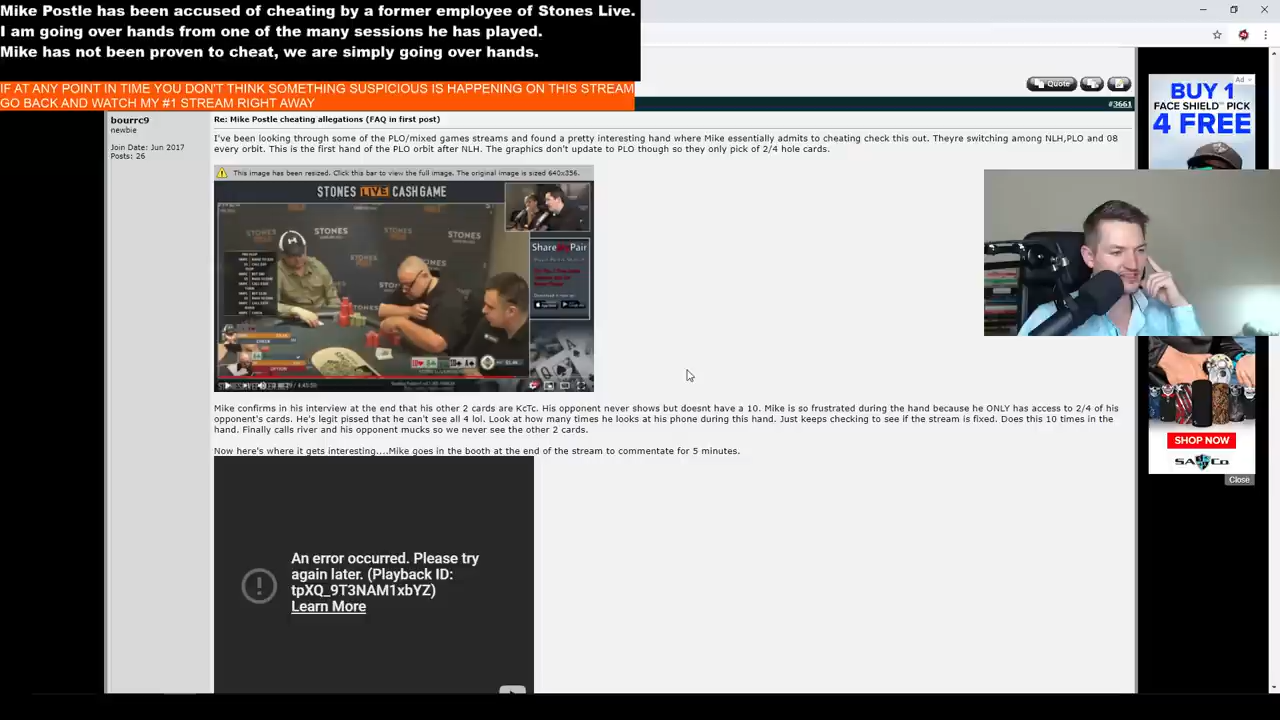 Mike Postle has been accused of cheating by a former employee of Stones Live.
I am going over hands from one of the many sessions he has played.
Mike has not been proven to cheat, we are simply going over hands.
IF AT ANY POINT IN TIME YOU DON'T THINK SOMETHING SUSPICIOUS IS HAPPENING ON THIS STREAM
GO BACK AND WATCH MY #1 STREAM RIGHT AWAY
Quote
#3661
bourrc9
newbie
Join Date: Jun 2017
Posts: 26
Re: Mike Postle cheating allegations (FAQ in first post)
I've been looking through some of the PLO/mixed games streams and found a pretty interesting hand where Mike essentially admits to cheating check this out. Theyre switching among NLH,PLO and 08
every orbit. This is the first hand of the PLO orbit after NLH. The graphics don't update to PLO though so they only pick of 2/4 hole cards.
This image has been resized. Click this bar to view the full image. The original image is sized 640x356.
STONES LIVE CASH GAME
STONES
STONES
STONES
Share
Pair
OPTION
Mike confirms in his interview at the end that his other 2 cards are KcTc. His opponent never shows but doesnt have a 10. Mike is so frustrated during the hand because he ONLY has access to 2/4 of his
opponent's cards. He's legit pissed that he can't see all 4 lol. Look at how many times he looks at his phone during this hand. Just keeps checking to see if the stream is fixed. Does this 10 times in the
hand. Finally calls river and his opponent mucks so we never see the other 2 cards.
Now here's where it gets interesting....Mike goes in the booth at the end of the stream to commentate for 5 minutes.
An error occurred. Please try
again later. (Playback ID:
tpXQ_9T3NAM1xbYZ)
Learn More
Ad
BUY 1
FACE SHIELD™ PICK
4 FREE
SHOP NOW
SA Co
Close